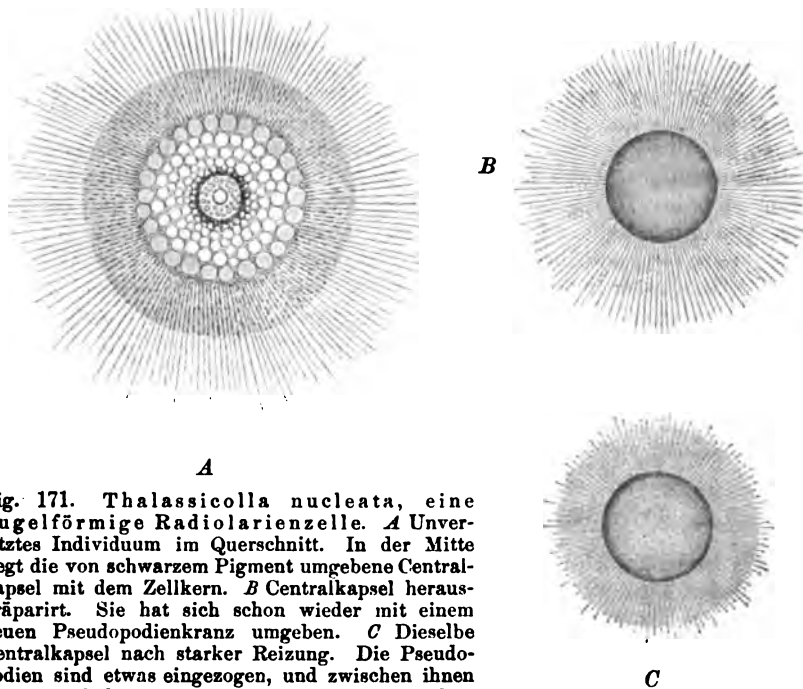 B
A
ig. 171. Thalassicolla nucleata, eine
ugelförmige Radiolarienzelle. A Unver-
tztes Individuum im Querschnitt. In der Mitte
egt die von schwarzem Pigment umgebene Central-
apsel mit dem Zellkern. B Centralkapsel heraus-
räparirt. Sie hat sich schon wieder mit einem
euen Pseudopodienkranz umgeben. C Dieselbe
entralkapsel nach starker Reizung. Die Pseudo-
odien sind etwas eingezogen, und zwischen ihnen
C